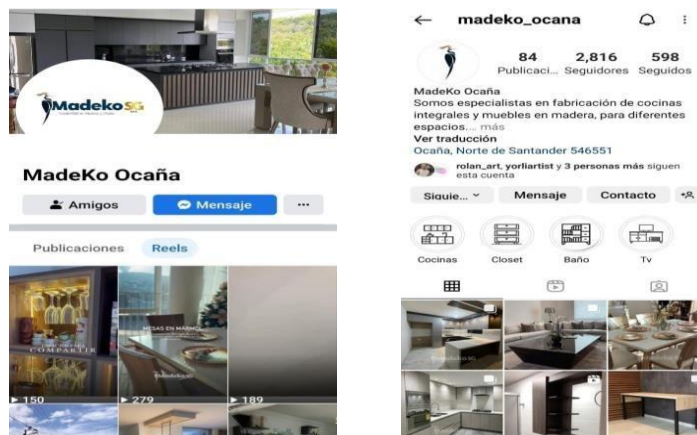 Madeko SG
MadeKo Ocaña
Amigos
Mensaje
Publicaciones
Reels
COMPARTIR
150
MESAS EN MÁRMOL
279
189
madeko_ocana
84
2,816
598
Publicaci... Seguidores Seguidos
MadeKo Ocaña
Somos especialistas en fabricación de cocinas
integrales y muebles en madera, para diferentes
espacios.... más
Ver traducción
Ocaña, Norte de Santander 546551
rolan_art, yorliartist y 3 personas más siguen
esta cuenta
Siguie...
Mensaje
Contacto
Cocinas
Closet
Baño
Tv